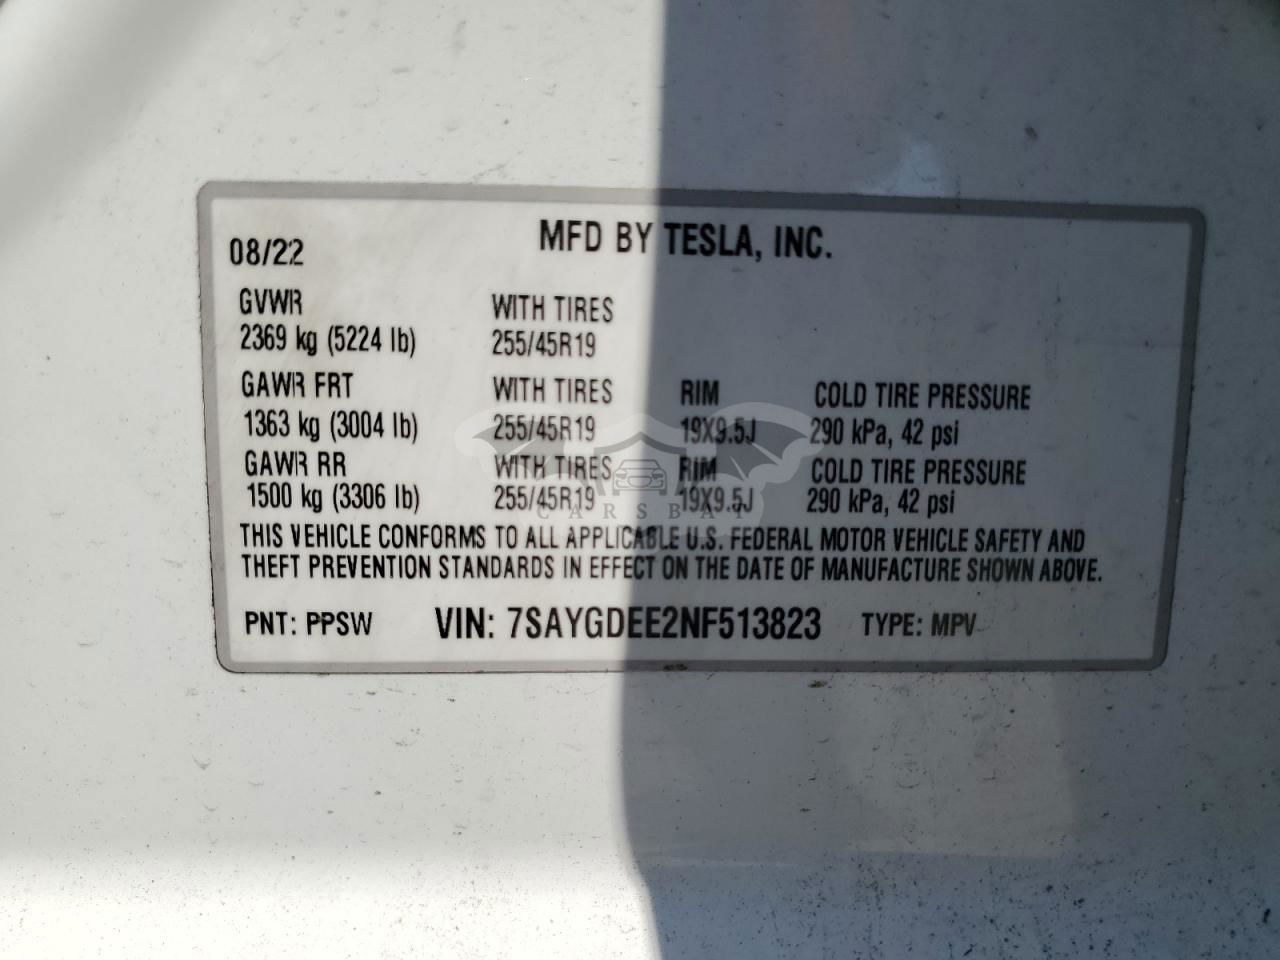 MFD BY TESLA, INC.
08/22
GVWR WITH TIRES
2369 kg (5224 lb) 255/45R19
GAWR FRT WITH TIRES RIM COLD TIRE PRESSURE
1363 kg (3004 lb) 255/45R19 19X9.5J 290 kPa, 42 psi
GAWR RR WITH TIRES RIM COLD TIRE PRESSURE
1500 kg (3306 lb) 255/45R19 19X9.5J 290 kPa, 42 psi
CARSBAT
THIS VEHICLE CONFORMS TO ALL APPLICABLE U.S. FEDERAL MOTOR VEHICLE SAFETY AND
THEFT PREVENTION STANDARDS IN EFFECT ON THE DATE OF MANUFACTURE SHOWN ABOVE.
PNT: PPSW VIN: 7SAYGDEE2NF513823 TYPE: MPV